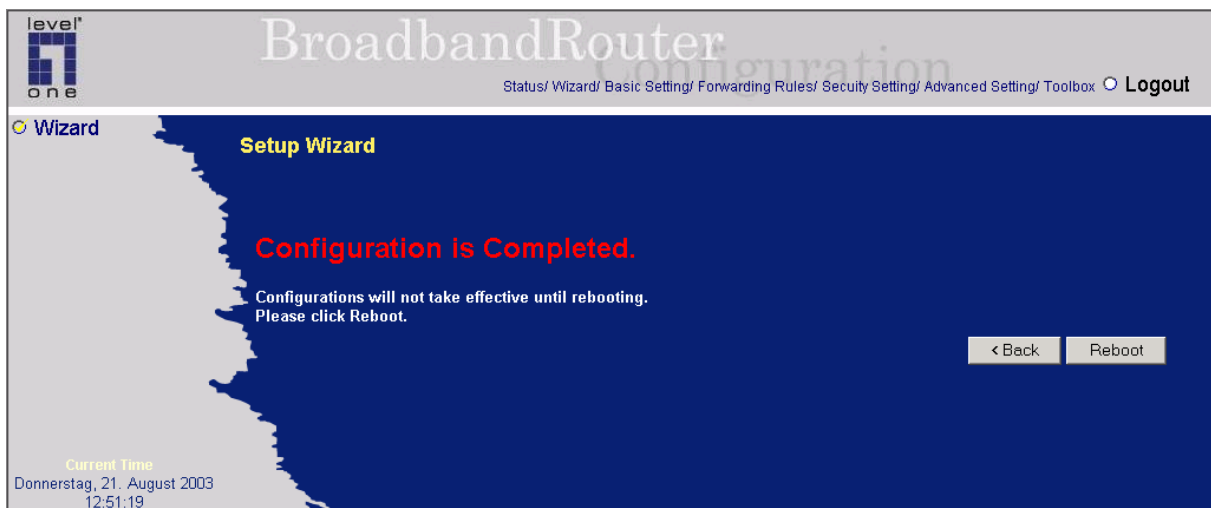 level
one
BroadbandRouter
Configuration
Status/ Wizard/ Basic Setting/ Forwarding Rules/ Secuity Setting/ Advanced Setting/ Toolbox Logout
Wizard
Setup Wizard
Configuration is Completed.
Configurations will not take effective until rebooting.
Please click Reboot.
< Back
Reboot
Current Time
Donnerstag, 21. August 2003
12:51:19